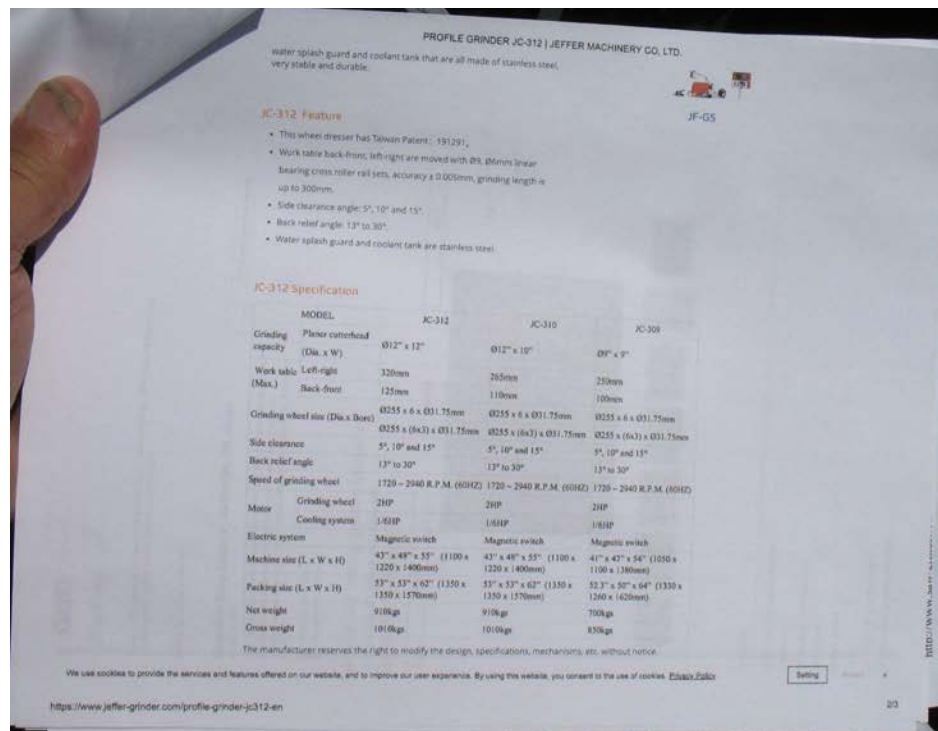 PROFILE GRINDER JC-312 | JEFFER MACHINERY CO, LTD.
water splash guard and coolant tank that are all made of stainless steel,
very stable and durable.
JF-GS
JC-312 Feature
• This wheel dresser has Taiwan Patent : 191291,
• Work table back-front, left-right are moved with Ø9, Ø6mm linear
bearing cross roller rail sets, accuracy ± 0.005mm, grinding length is
up to 300mm.
• Side clearance angle: 5°, 10° and 15°.
• Back relief angle: 13° to 30°.
• Water splash guard and coolant tank are stainless steel.
JC-312 Specification
MODEL JC-312 JC-310 JC-309
Grinding capacity Planer cutterhead (Dia. x W) Ø12" x 12" Ø12" x 10" Ø9" x 9"
Work table (Max.) Left-right 320mm 265mm 250mm
Back-front 125mm 110mm 100mm
Grinding wheel size (Dia.x Bore) Ø255 x 6 x Ø31.75mm Ø255 x 6 x Ø31.75mm Ø255 x 6 x Ø31.75mm
Ø255 x (6x3) x Ø31.75mm Ø255 x (6x3) x Ø31.75mm Ø255 x (6x3) x Ø31.75mm
Side clearance 5°, 10° and 15° 5°, 10° and 15° 5°, 10° and 15°
Back relief angle 13° to 30° 13° to 30° 13° to 30°
Speed of grinding wheel 1720 ~ 2940 R.P.M. (60HZ) 1720 ~ 2940 R.P.M. (60HZ) 1720 ~ 2940 R.P.M. (60HZ)
Motor Grinding wheel 2HP 2HP 2HP
Cooling system 1/6HP 1/6HP 1/6HP
Electric system Magnetic switch Magnetic switch Magnetic switch
Machine size (L x W x H) 43" x 48" x 55" (1100 x 1220 x 1400mm) 43" x 48" x 55" (1100 x 1220 x 1400mm) 41" x 43" x 54" (1050 x 1100 x 1380mm)
Packing size (L x W x H) 53" x 53" x 62" (1350 x 1350 x 1570mm) 53" x 53" x 62" (1350 x 1350 x 1570mm) 52.3" x 50" x 64" (1330 x 1260 x 1620mm)
Net weight 910kgs 910kgs 700kgs
Gross weight 1010kgs 1010kgs 850kgs
The manufacturer reserves the right to modify the design, specifications, mechanisms, etc. without notice.
We use cookies to provide the services and features offered on our website, and to improve our user experience. By using this website, you consent to the use of cookies. Privacy Policy
Setting
https://www.jeffer-grinder.com/profile-grinder-jc312-en
2/3